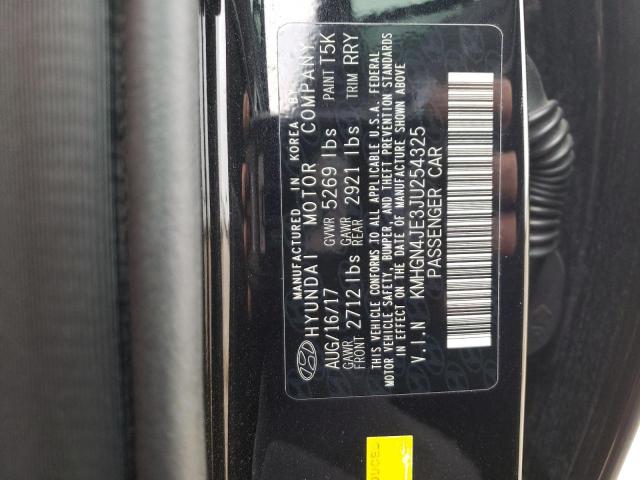 MANUFACTURED IN KOREA BY
HYUNDAI MOTOR COMPANY
AUG/16/17 GVWR 5269 lbs PAINT T5K
GAWR FRONT 2712 lbs GAWR REAR 2921 lbs TRIM RRY
THIS VEHICLE CONFORMS TO ALL APPLICABLE U.S.A. FEDERAL
MOTOR VEHICLE SAFETY, BUMPER, AND THEFT PREVENTION STANDARDS
IN EFFECT ON THE DATE OF MANUFACTURE SHOWN ABOVE
V.I.N KMHGN4JE3JU254325
PASSENGER CAR